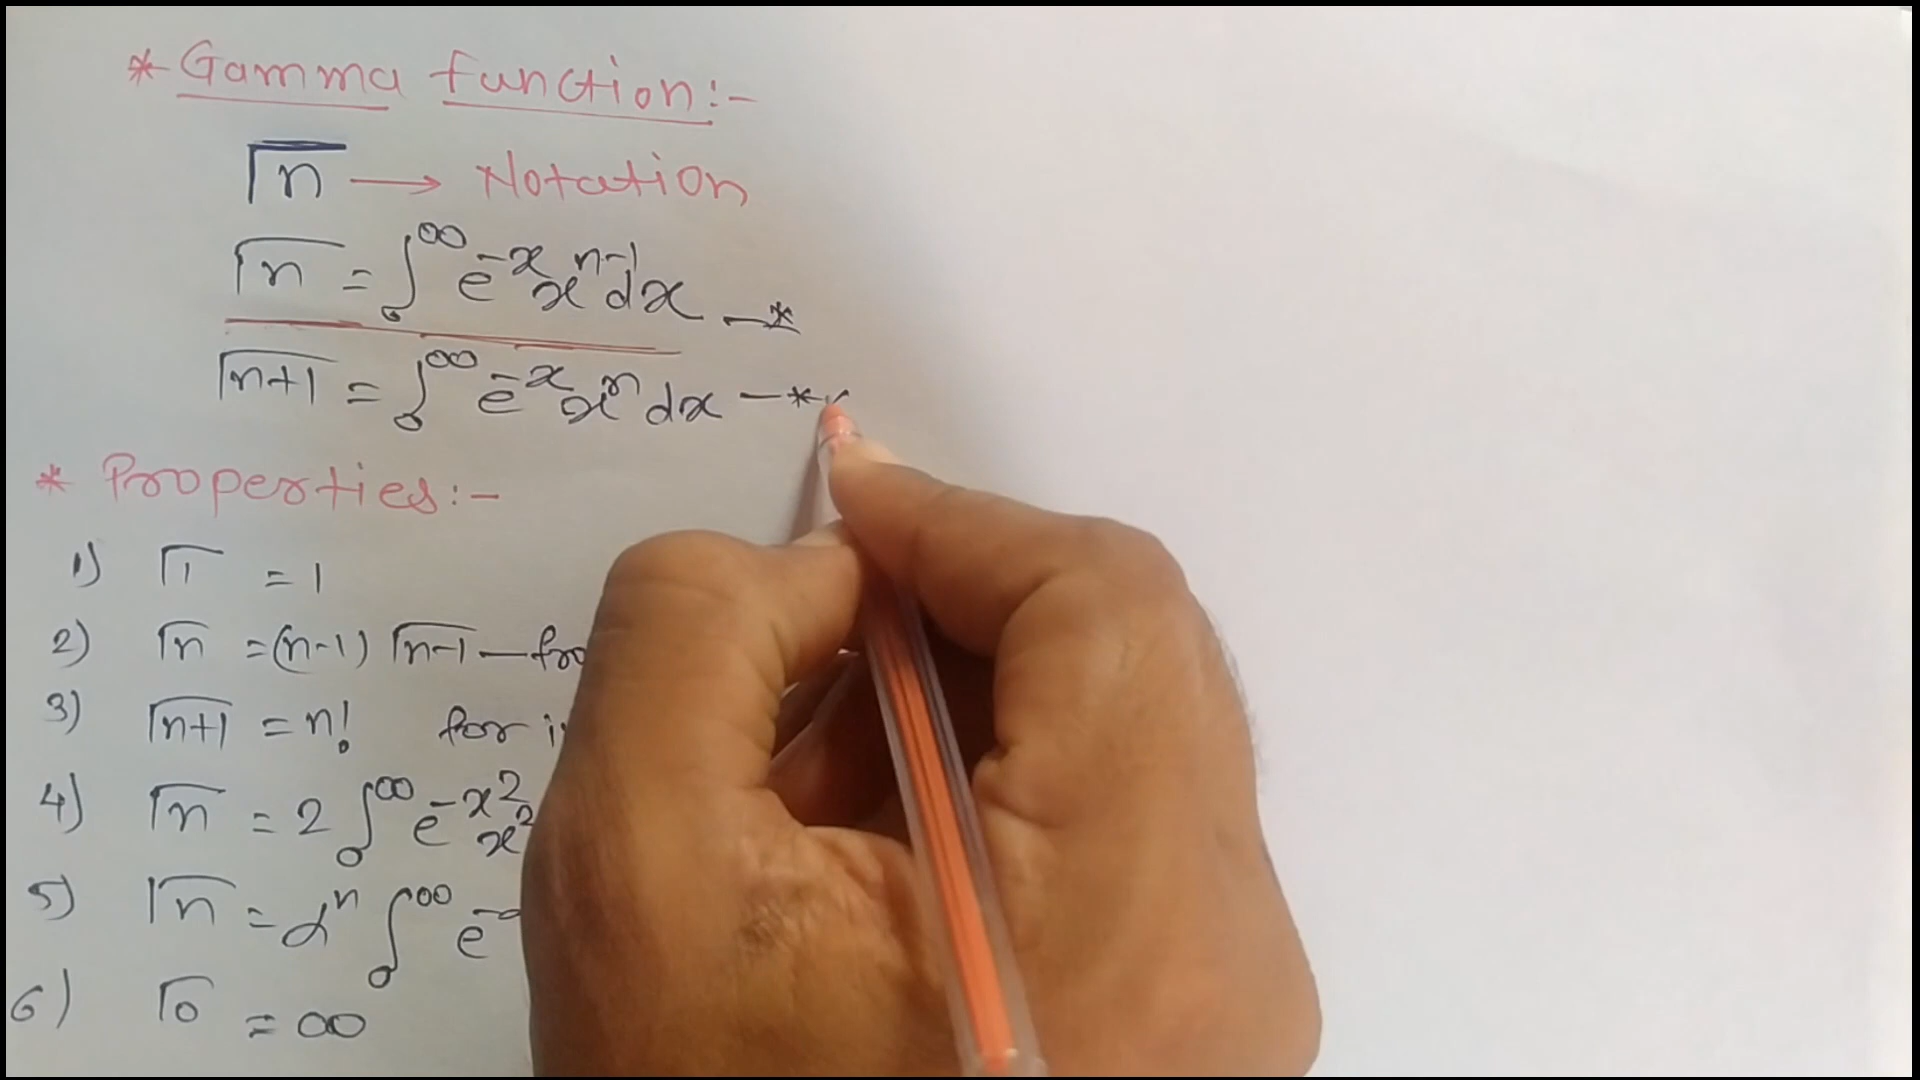 * Gamma function:-
Γn → Notation
Γn = ∫₀^∞ e^-x x^n-1 dx — *
Γn+1 = ∫₀^∞ e^-x x^n dx — *
* Properties:-
1) Γ1 = 1
2) Γn = (n-1) Γn-1 —
3) Γn+1 = n! for
4) Γn = 2 ∫₀^∞ e^-x² x²
5) Γn = α^n ∫₀^∞ e^-
6) Γ0 = ∞